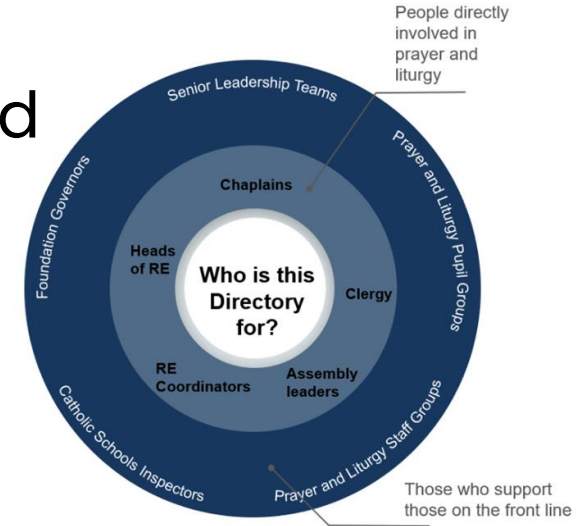 People directly
involved in
prayer and
liturgy
d
Senior Leadership Teams
Prayer and Liturgy Pupil Groups
Foundation Governors
Chaplains
Heads
of RE
Who is this
Directory
for?
Clergy
RE
Coordinators
Assembly
leaders
Catholic Schools Inspectors
Prayer and Liturgy Staff Groups
Those who support
those on the front line